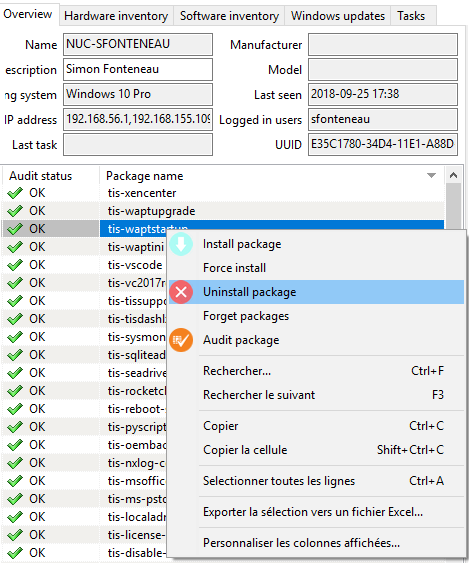 Overview Hardware inventory Software inventory Windows updates Tasks
Name NUC-SFONTENEAU Manufacturer
escription Simon Fonteneau Model
ng system Windows 10 Pro Last seen 2018-09-25 17:38
IP address 192.168.56.1,192.168.155.109 Logged in users sfonteneau
Last task UUID E35C1780-34D4-11E1-A88D
Audit status Package name
OK tis-xencenter
OK tis-waptupgrade
OK tis-waptstartup
OK tis-waptini
OK tis-vscode
OK tis-vc2017r
OK tis-tissuppo
OK tis-tisdashl
OK tis-sysmon
OK tis-sqlitead
OK tis-seadrive
OK tis-rocketch
OK tis-reboot-
OK tis-pyscript
OK tis-oembac
OK tis-nxlog-c
OK tis-msoffic
OK tis-ms-psto
OK tis-localadr
OK tis-license-
OK tis-disable-
Install package
Force install
Uninstall package
Forget packages
Audit package
Rechercher... Ctrl+F
Rechercher le suivant F3
Copier Ctrl+C
Copier la cellule Shift+Ctrl+C
Selectionner toutes les lignes Ctrl+A
Exporter la sélection vers un fichier Excel...
Personnaliser les colonnes affichées...